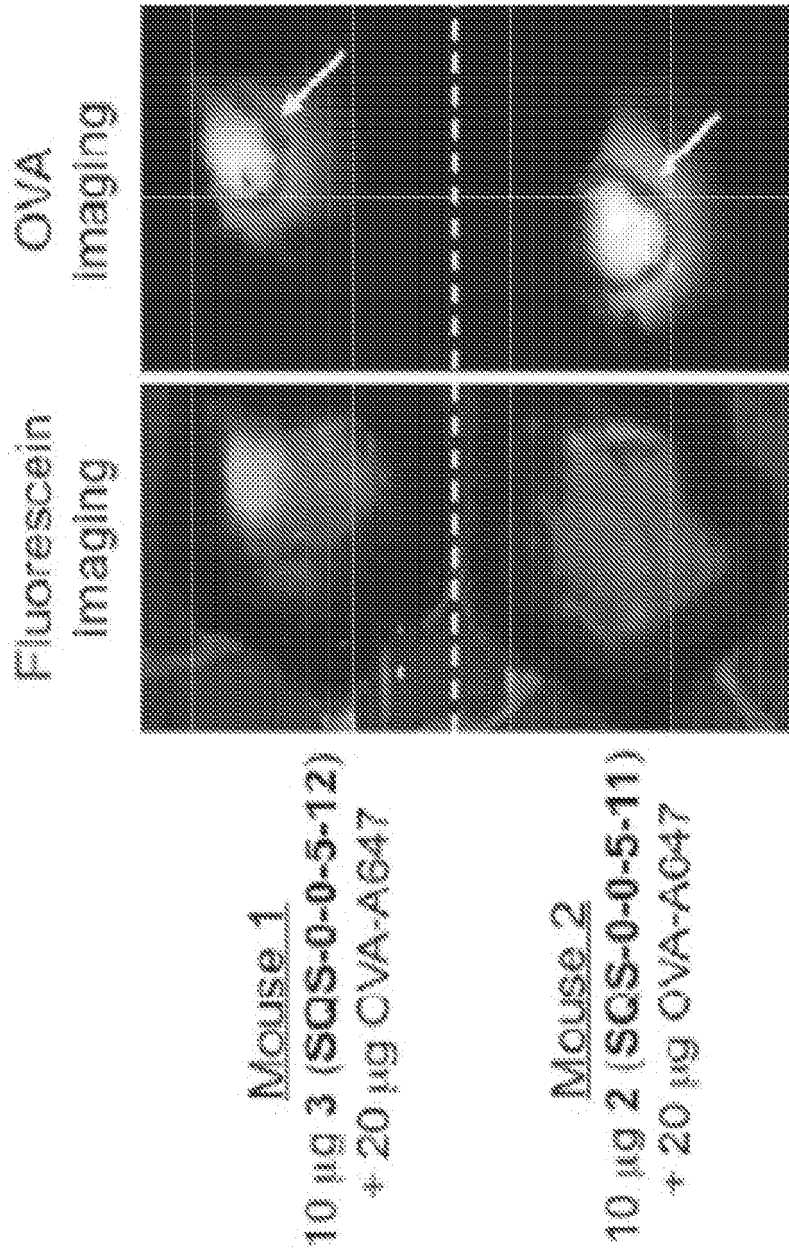 Fluorescein
Imaging
OVA
Imaging
Mouse 1
10 µg 3 (SQS-0-0-5-12)
+ 20 µg OVA-A647
Mouse 2
10 µg 2 (SQS-0-0-5-11)
+ 20 µg OVA-A647